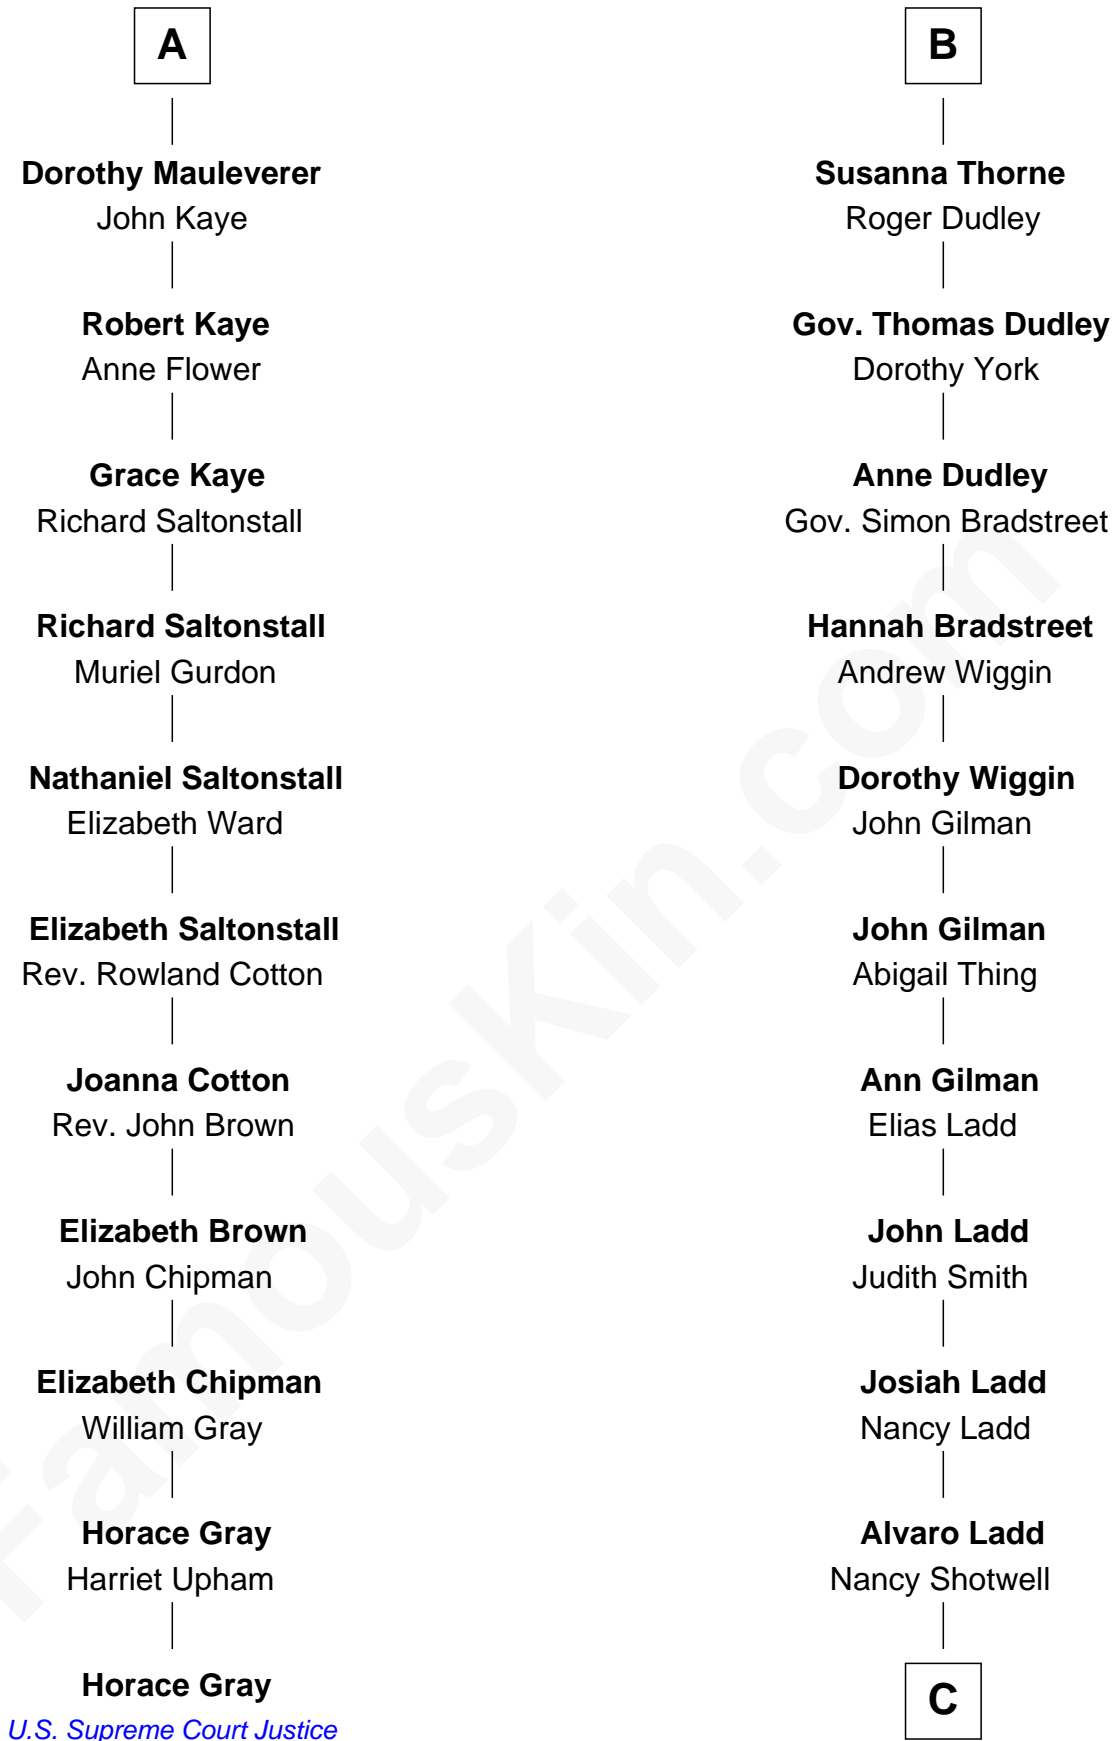 A
Dorothy Mauleverer
John Kaye
Robert Kaye
Anne Flower
Grace Kaye
Richard Saltonstall
Richard Saltonstall
Muriel Gurdon
Nathaniel Saltonstall
Elizabeth Ward
Elizabeth Saltonstall
Rev. Rowland Cotton
Joanna Cotton
Rev. John Brown
Elizabeth Brown
John Chipman
Elizabeth Chipman
William Gray
Horace Gray
Harriet Upham
Horace Gray
U.S. Supreme Court Justice
B
Susanna Thorne
Roger Dudley
Gov. Thomas Dudley
Dorothy York
Anne Dudley
Gov. Simon Bradstreet
Hannah Bradstreet
Andrew Wiggin
Dorothy Wiggin
John Gilman
John Gilman
Abigail Thing
Ann Gilman
Elias Ladd
John Ladd
Judith Smith
Josiah Ladd
Nancy Ladd
Alvaro Ladd
Nancy Shotwell
C
FamousKin.com